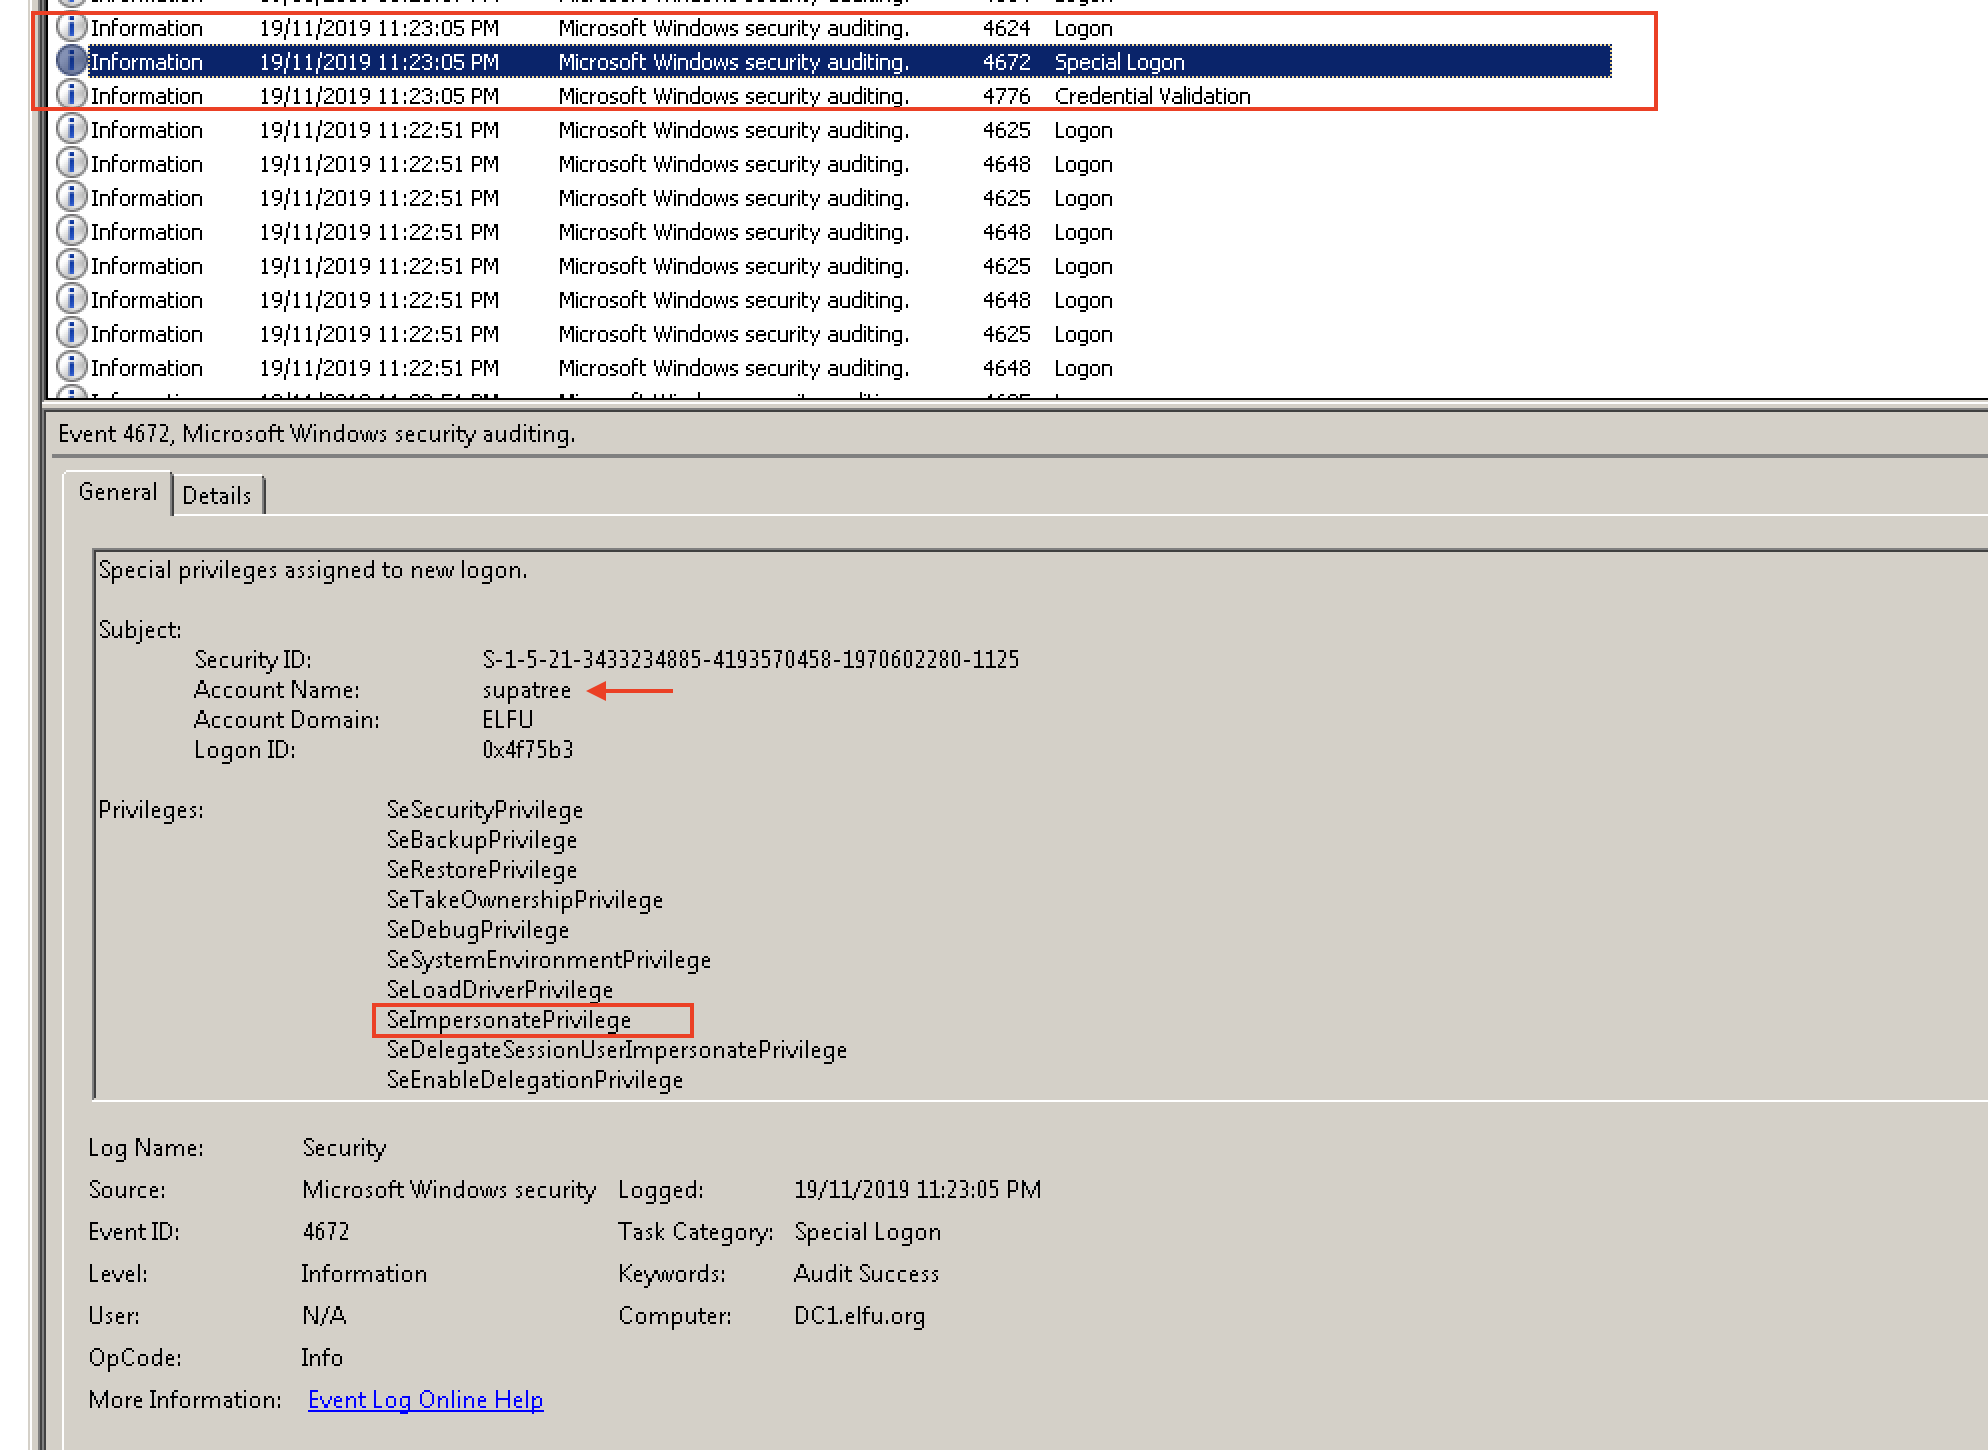 Information 19/11/2019 11:23:05 PM Microsoft Windows security auditing. 4624 Logon
Information 19/11/2019 11:23:05 PM Microsoft Windows security auditing. 4672 Special Logon
Information 19/11/2019 11:23:05 PM Microsoft Windows security auditing. 4776 Credential Validation
Information 19/11/2019 11:22:51 PM Microsoft Windows security auditing. 4625 Logon
Information 19/11/2019 11:22:51 PM Microsoft Windows security auditing. 4648 Logon
Information 19/11/2019 11:22:51 PM Microsoft Windows security auditing. 4625 Logon
Information 19/11/2019 11:22:51 PM Microsoft Windows security auditing. 4648 Logon
Information 19/11/2019 11:22:51 PM Microsoft Windows security auditing. 4625 Logon
Information 19/11/2019 11:22:51 PM Microsoft Windows security auditing. 4648 Logon
Information 19/11/2019 11:22:51 PM Microsoft Windows security auditing. 4625 Logon
Information 19/11/2019 11:22:51 PM Microsoft Windows security auditing. 4648 Logon
Event 4672, Microsoft Windows security auditing.
General Details
Special privileges assigned to new logon.
Subject:
Security ID: S-1-5-21-3433234885-4193570458-1970602280-1125
Account Name: supatree
Account Domain: ELFU
Logon ID: 0x4f75b3
Privileges: SeSecurityPrivilege
SeBackupPrivilege
SeRestorePrivilege
SeTakeOwnershipPrivilege
SeDebugPrivilege
SeSystemEnvironmentPrivilege
SeLoadDriverPrivilege
SeImpersonatePrivilege
SeDelegateSessionUserImpersonatePrivilege
SeEnableDelegationPrivilege
Log Name: Security
Source: Microsoft Windows security Logged: 19/11/2019 11:23:05 PM
Event ID: 4672 Task Category: Special Logon
Level: Information Keywords: Audit Success
User: N/A Computer: DC1.elfu.org
OpCode: Info
More Information: Event Log Online Help